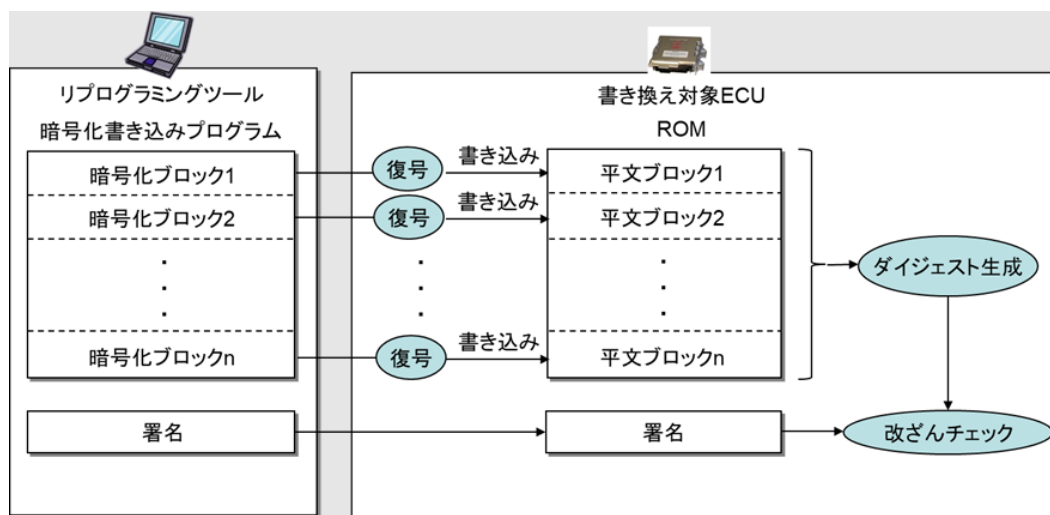 リプログラミングツール
暗号化書き込みプログラム
暗号化ブロック1
暗号化ブロック2
・
・
・
暗号化ブロックn
署名
復号
書き込み
復号
書き込み
・
・
・
復号
書き込み
書き換え対象ECU
ROM
平文ブロック1
平文ブロック2
・
・
・
平文ブロックn
署名
ダイジェスト生成
改ざんチェック